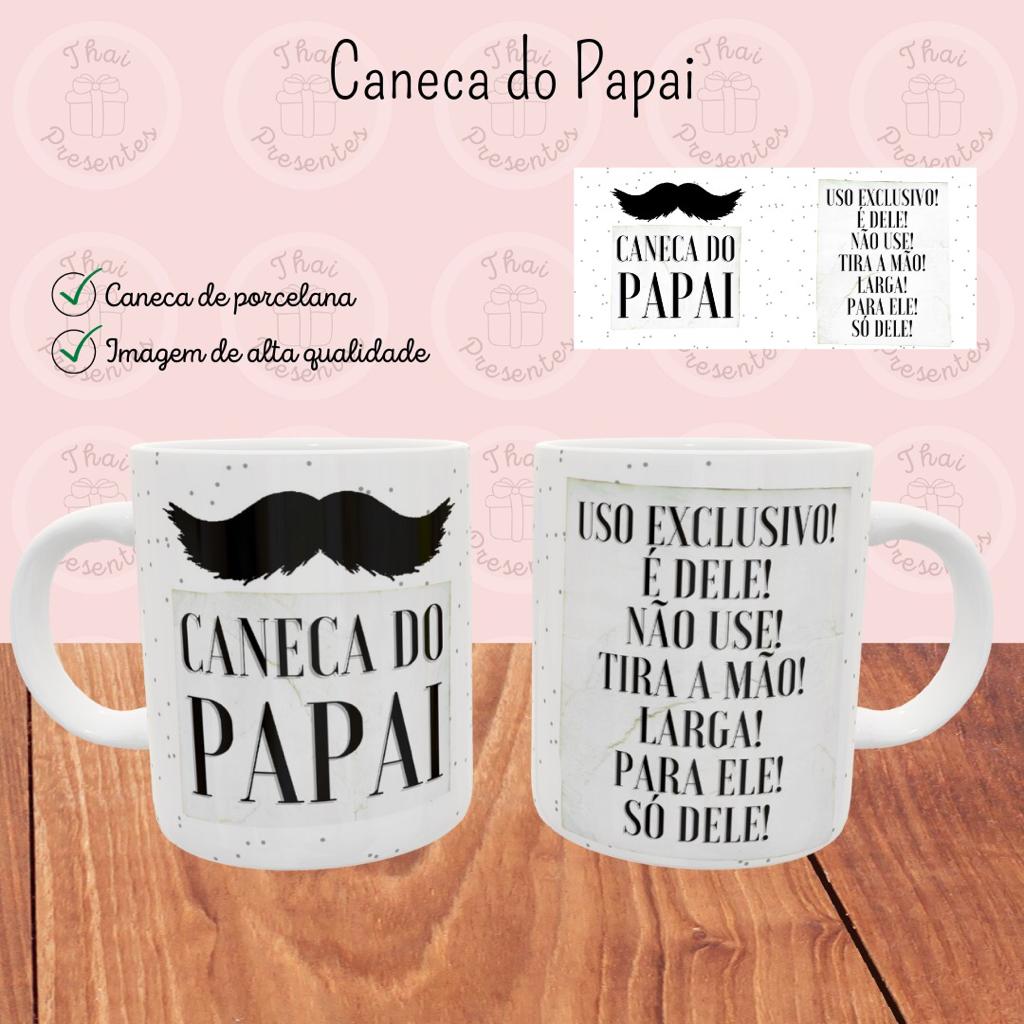 Caneca do Papai
Caneca de porcelana
Imagem de alta qualidade
CANECA DO
PAPAI
USO EXCLUSIVO!
É DELE!
NÃO USE!
TIRA A MÃO!
LARGA!
PARA ELE!
SÓ DELE!
CANECA DO
PAPAI
USO EXCLUSIVO!
É DELE!
NÃO USE!
TIRA A MÃO!
LARGA!
PARA ELE!
SÓ DELE!
Thai
Presentes